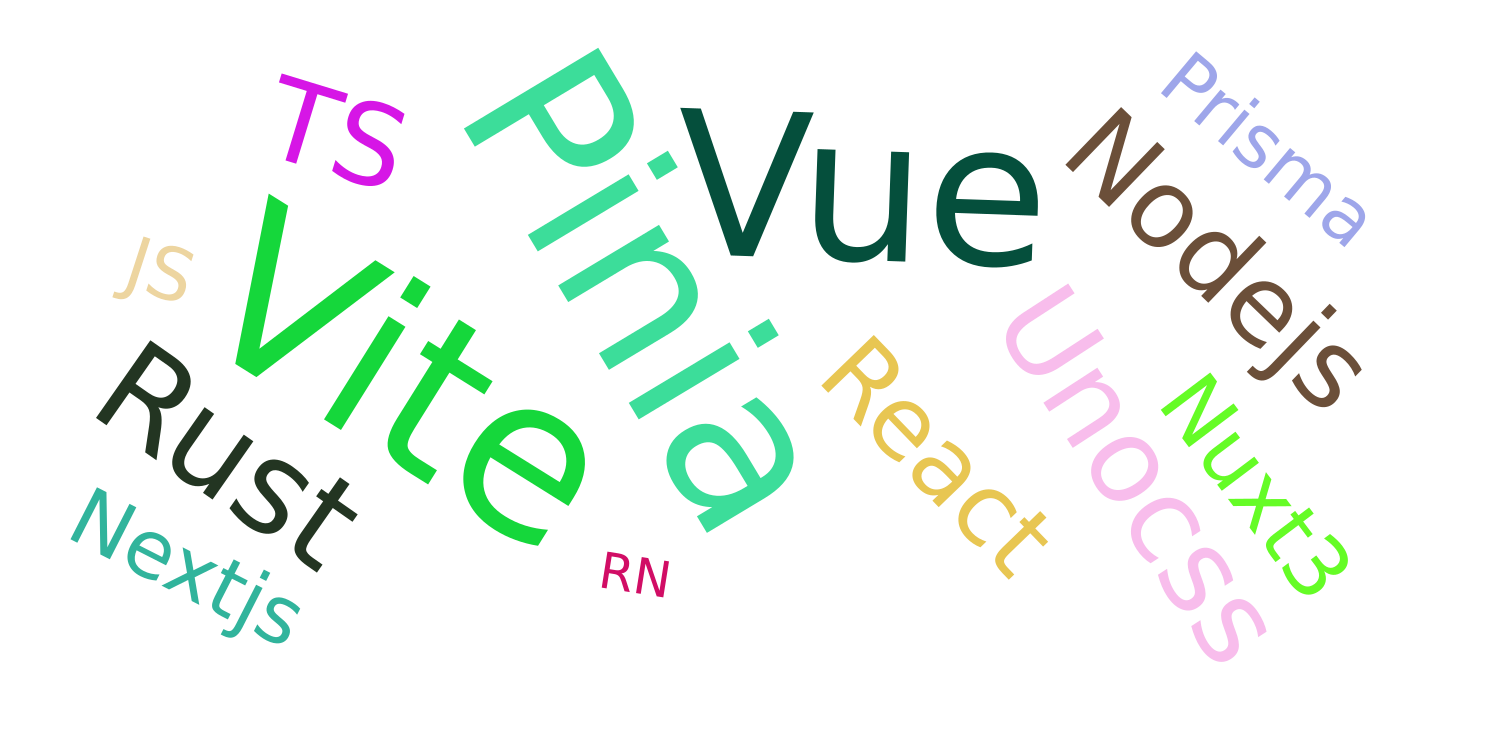 TS
Pinia
Vue
Prisma
Nodejs
JS
Vite
Unocss
Rust
React
Nuxt3
Nextjs
RN